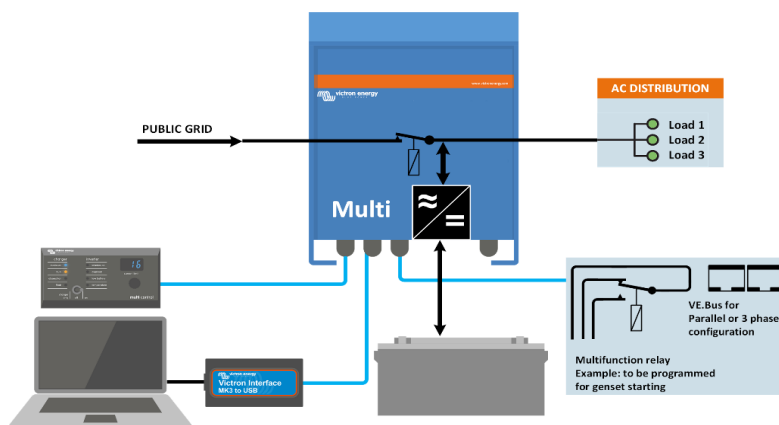 victron energy
AC DISTRIBUTION
PUBLIC GRID
Load 1
Load 2
Load 3
Multi
16
VE.Bus for
Parallel or 3 phase
configuration
Multifunction relay
Example: to be programmed
for genset starting
Victron Interface
MK3 to USB